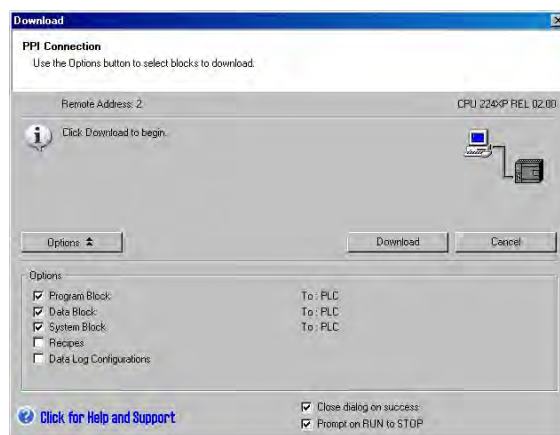 Download
PPI Connection
Use the Options button to select blocks to download.
Remote Address: 2 CPU 224XP REL 02.00
Click Download to begin.
Options Download Cancel
Options
Program Block To: PLC
Data Block To: PLC
System Block To: PLC
Recipes
Data Log Configurations
Click for Help and Support
Close dialog on success
Prompt on RUN to STOP